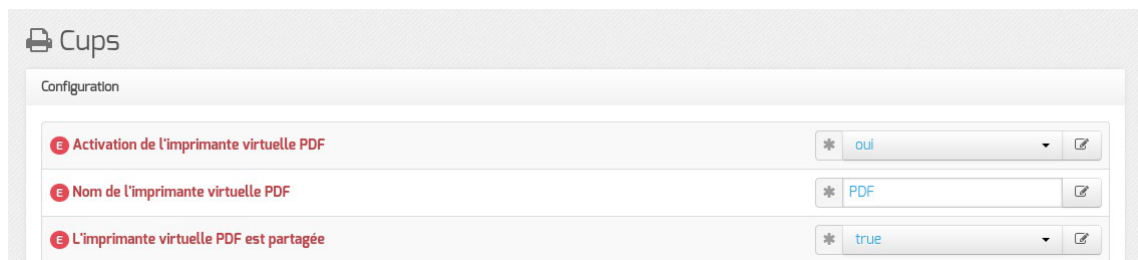 Cups
Configuration
E Activation de l'imprimante virtuelle PDF * oui
E Nom de l'imprimante virtuelle PDF * PDF
E L'imprimante virtuelle PDF est partagée * true